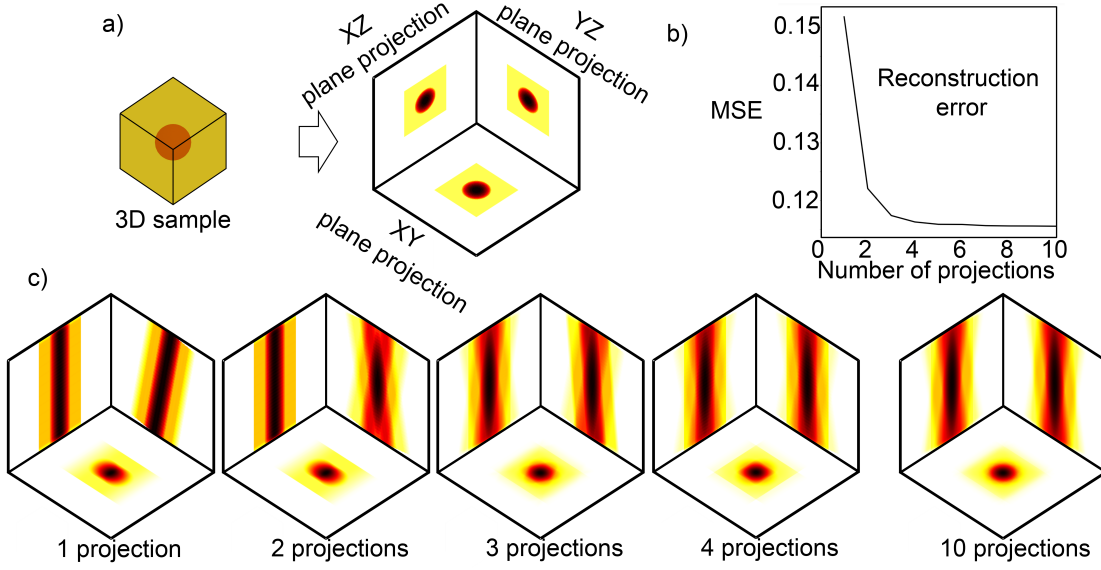 a)
3D sample
XZ
plane projection
YZ
plane projection
XY
plane projection
b)
MSE
0.15
0.14
0.13
0.12
Reconstruction
error
0 2 4 6 8 10
Number of projections
c)
1 projection
2 projections
3 projections
4 projections
10 projections